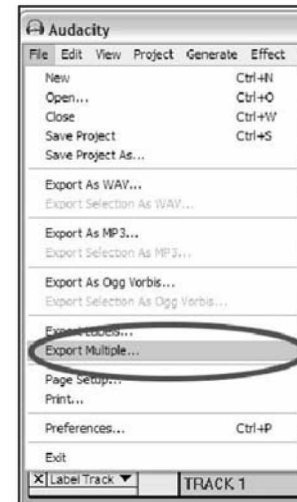 Audacity
File Edit View Project Generate Effect
New Ctrl+N
Open... Ctrl+O
Close Ctrl+W
Save Project Ctrl+S
Save Project As...
Export As WAV...
Export Selection As WAV...
Export As MP3...
Export Selection As MP3...
Export As Ogg Vorbis...
Export Selection As Ogg Vorbis...
Export Labels...
Export Multiple...
Page Setup...
Print...
Preferences... Ctrl+P
Exit
X Label Track TRACK 1